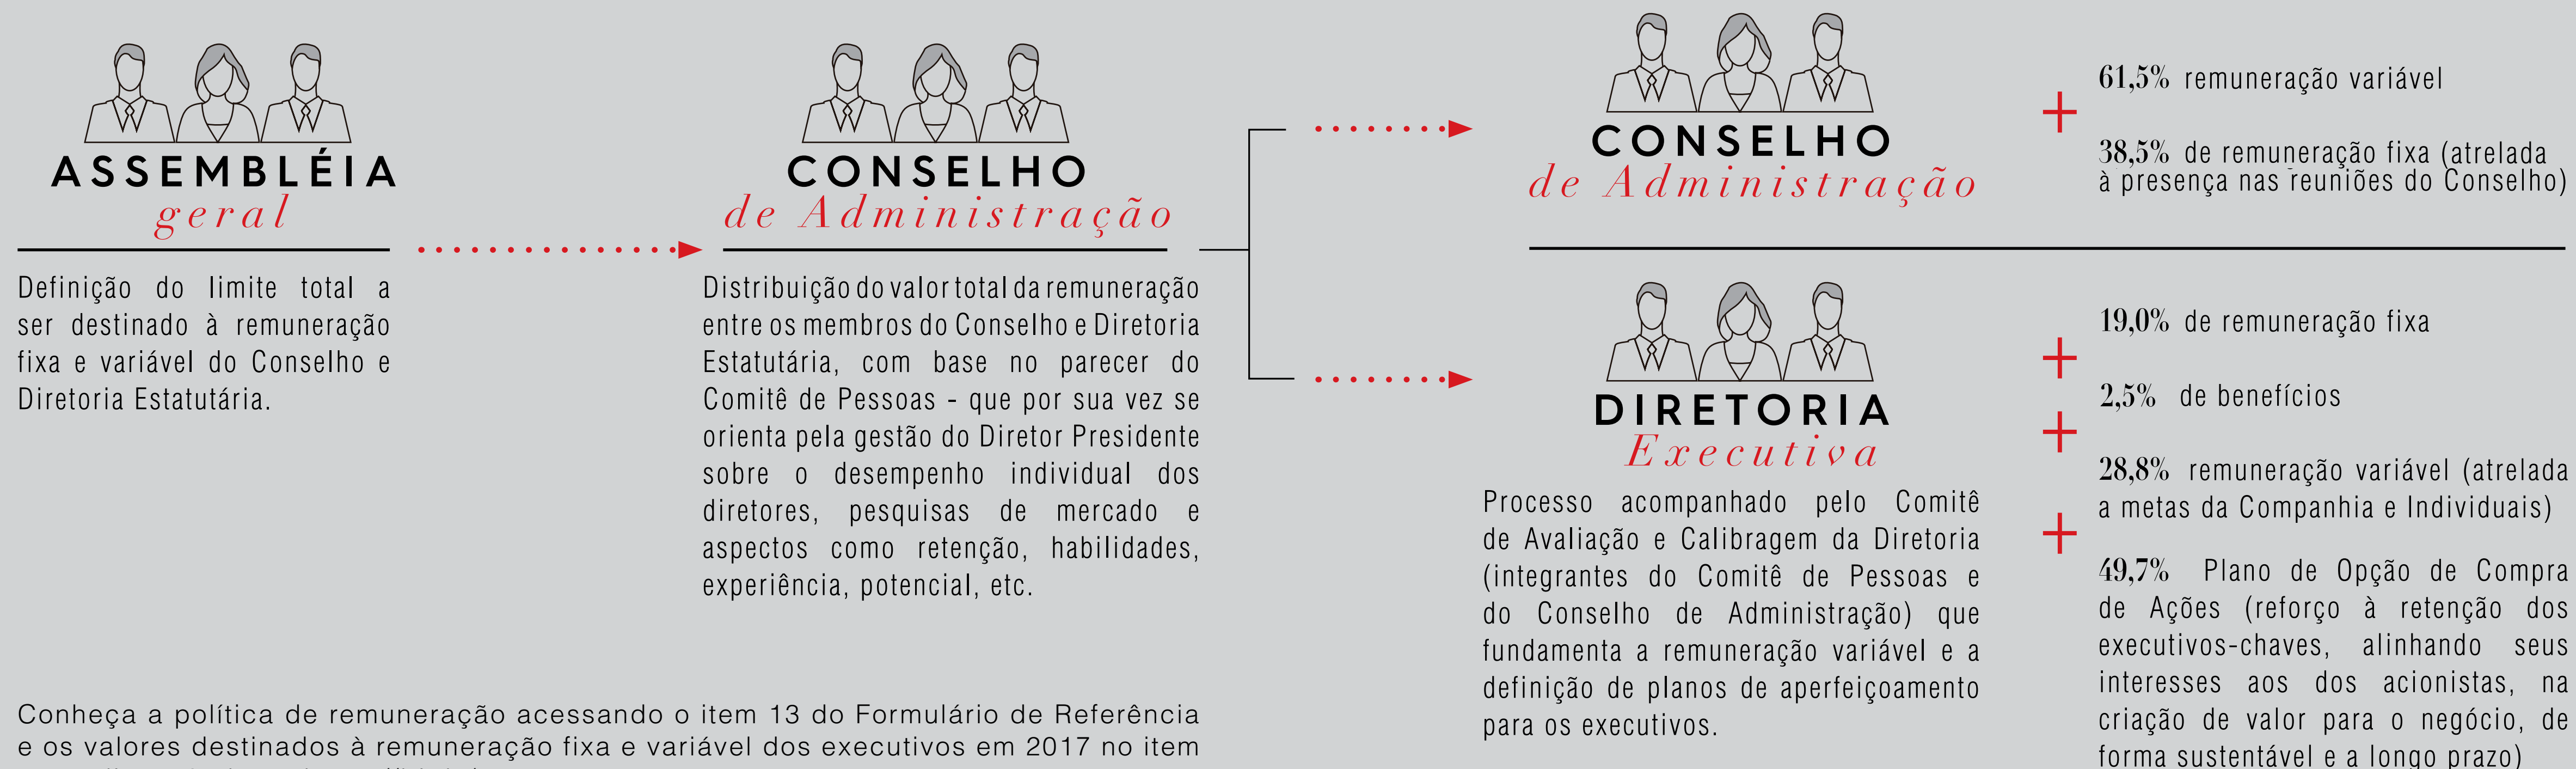 ASSEMBLÉIA
geral
Definição do limite total a
ser destinado à remuneração
fixa e variável do Conselho e
Diretoria Estatutária.
CONSELHO
de Administração
Distribuição do valor total da remuneração
entre os membros do Conselho e Diretoria
Estatutária, com base no parecer do
Comitê de Pessoas - que por sua vez se
orienta pela gestão do Diretor Presidente
sobre o desempenho individual dos
diretores, pesquisas de mercado e
aspectos como retenção, habilidades,
experiência, potencial, etc.
CONSELHO
de Administração
+
61,5% remuneração variável
38,5% de remuneração fixa (atrelada
à presença nas reuniões do Conselho)
DIRETORIA
Executiva
Processo acompanhado pelo Comitê
de Avaliação e Calibragem da Diretoria
(integrantes do Comitê de Pessoas e
do Conselho de Administração) que
fundamenta a remuneração variável e a
definição de planos de aperfeiçoamento
para os executivos.
19,0% de remuneração fixa
+
2,5% de benefícios
+
28,8% remuneração variável (atrelada
a metas da Companhia e Individuais)
+
49,7% Plano de Opção de Compra
de Ações (reforço à retenção dos
executivos-chaves, alinhando seus
interesses aos dos acionistas, na
criação de valor para o negócio, de
forma sustentável e a longo prazo)
Conheça a política de remuneração acessando o item 13 do Formulário de Referência
e os valores destinados à remuneração fixa e variável dos executivos em 2017 no item